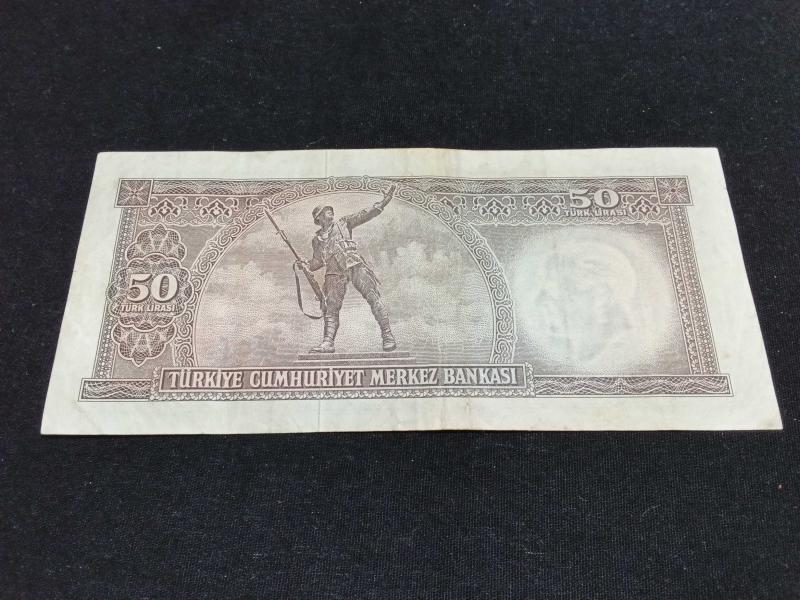 50
TÜRK LİRASI
50
TÜRK LİRASI
TÜRKİYE CUMHURİYET MERKEZ BANKASI